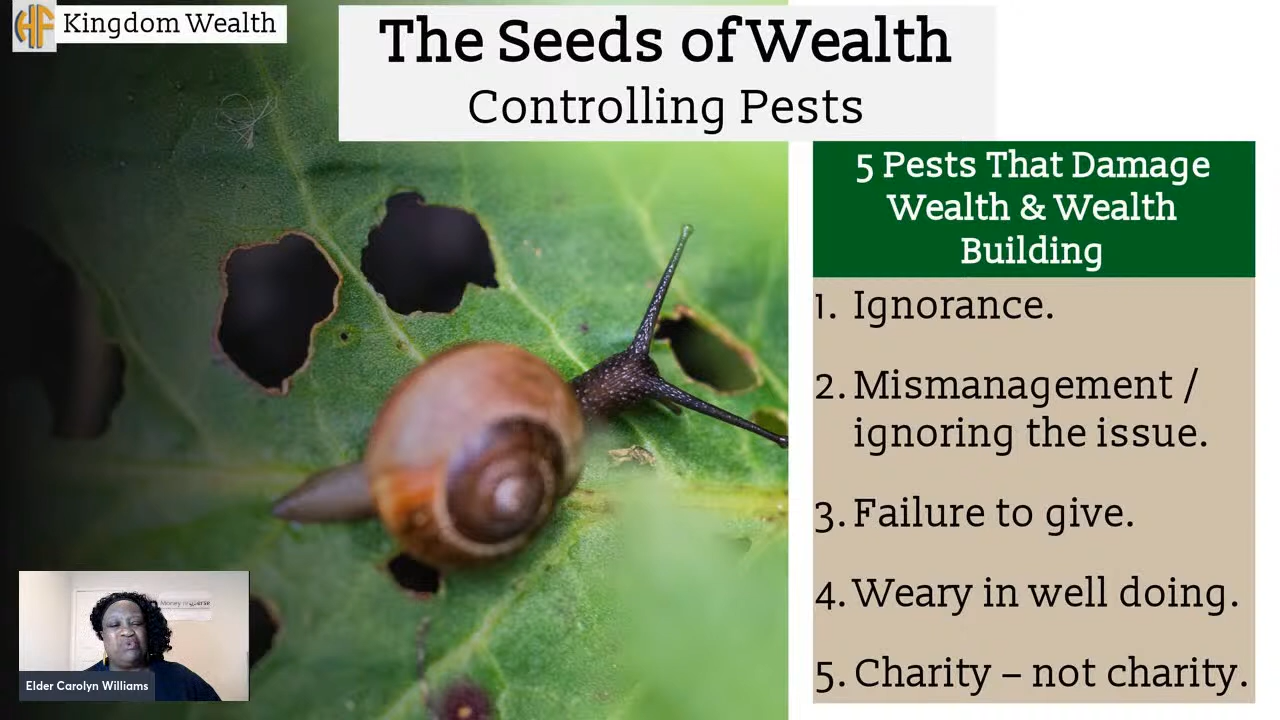 HF Kingdom Wealth
The Seeds of Wealth
Controlling Pests
5 Pests That Damage
Wealth & Wealth
Building
1. Ignorance.
2. Mismanagement /
ignoring the issue.
3. Failure to give.
4. Weary in well doing.
5. Charity – not charity.
Money
Elder Carolyn Williams